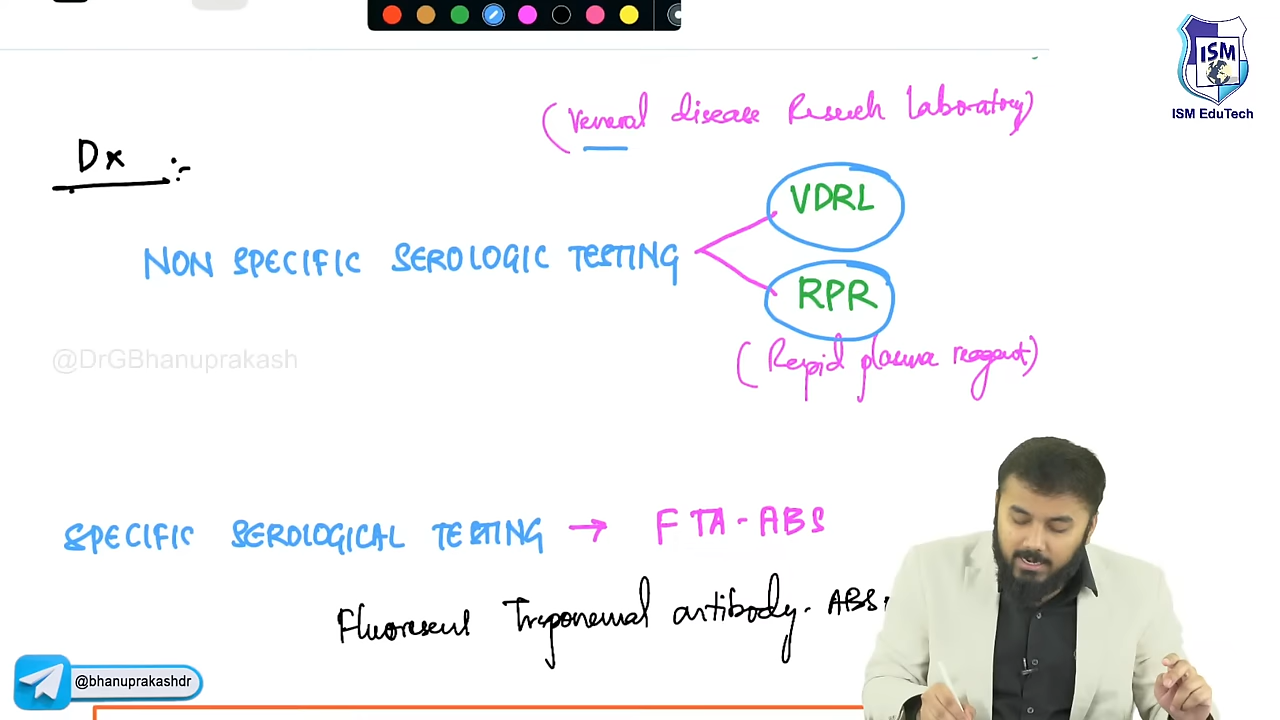 ISM
ISM EduTech
(Veneral disease Research Laboratory)
Dx :-
VDRL
NON SPECIFIC SEROLOGIC TESTING
RPR
@DrGBhanuprakash
(Rapid plasma reagent)
SPECIFIC SEROLOGICAL TESTING → FTA-ABS
Fluoresent Treponemal antibody - ABS
@bhanuprakashdr